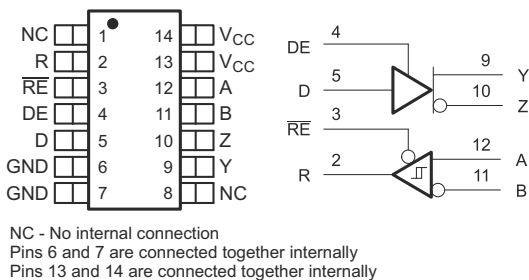 NC 1 14 VCC
R 2 13 VCC
RE 3 12 A
DE 4 11 B
D 5 10 Z
GND 6 9 Y
GND 7 8 NC
DE 4
9 Y
D 5
10 Z
RE 3
12 A
R 2
11 B
NC - No internal connection
Pins 6 and 7 are connected together internally
Pins 13 and 14 are connected together internally